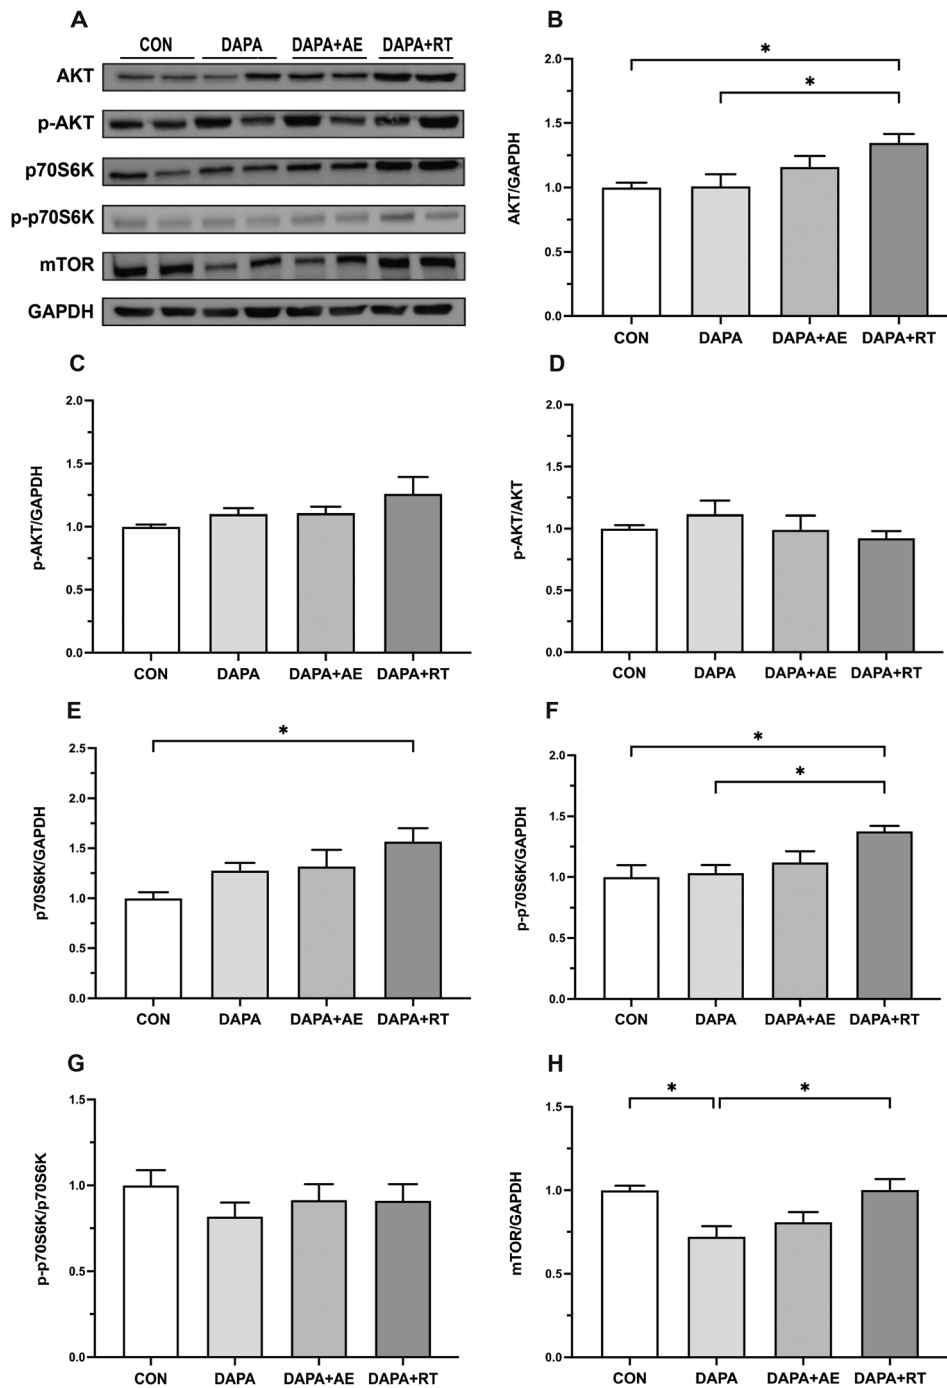 A
CON DAPA DAPA+AE DAPA+RT
AKT
p-AKT
p70S6K
p-p70S6K
mTOR
GAPDH
B
* 
*
AKT/GAPDH
2.0
1.5
1.0
0.5
0.0
CON DAPA DAPA+AE DAPA+RT
C
p-AKT/GAPDH
2.0
1.5
1.0
0.5
0.0
CON DAPA DAPA+AE DAPA+RT
D
p-AKT/AKT
2.0
1.5
1.0
0.5
0.0
CON DAPA DAPA+AE DAPA+RT
E
*
p70S6K/GAPDH
2.5
2.0
1.5
1.0
0.5
0.0
CON DAPA DAPA+AE DAPA+RT
F
*
*
p-p70S6K/GAPDH
2.0
1.5
1.0
0.5
0.0
CON DAPA DAPA+AE DAPA+RT
G
p-p70S6K/p70S6K
1.5
1.0
0.5
0.0
CON DAPA DAPA+AE DAPA+RT
H
* *
mTOR/GAPDH
1.5
1.0
0.5
0.0
CON DAPA DAPA+AE DAPA+RT